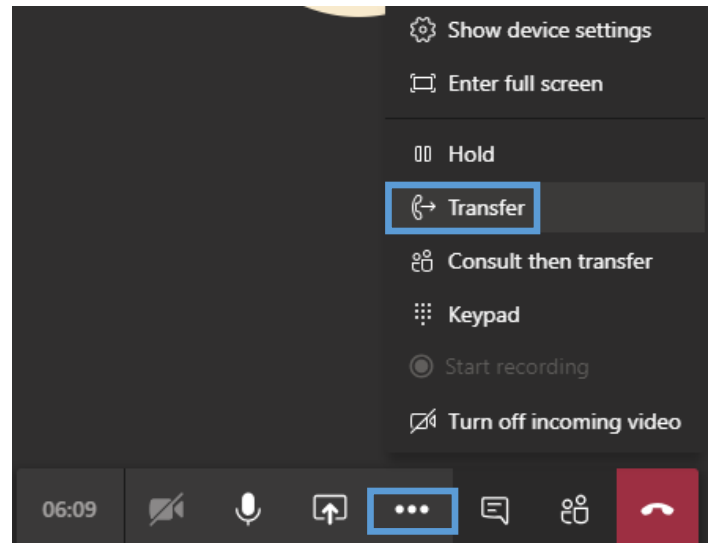 Show device settings
Enter full screen
Hold
Transfer
Consult then transfer
Keypad
Start recording
Turn off incoming video
06:09